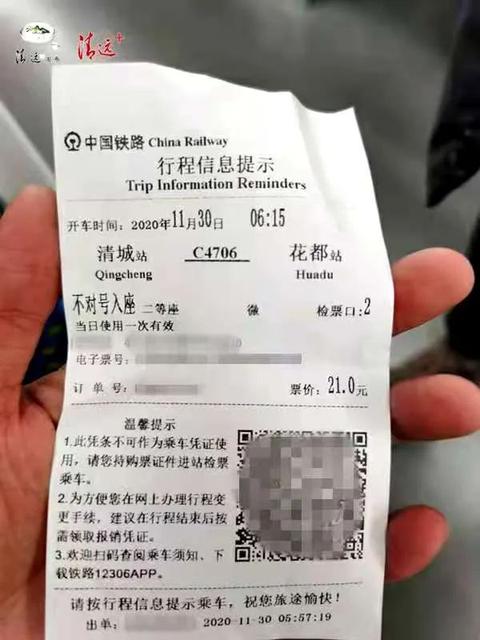 清远发布 清远+
中国铁路 China Railway
行程信息提示
Trip Information Reminders
开车时间: 2020年11月30日 06:15
清城站 C4706 花都站
Qingcheng Huadu
不对号入座 二等座 微 检票口:2
当日使用一次有效
电子票号:
订 单 号: 票价: 21.0元
温馨提示
1.此凭条不可作为乘车凭证使
用，请您持购票证件进站检票
乘车。
2.为方便您在网上办理行程变
更手续，建议在行程结束后按
需领取报销凭证。
3.欢迎扫码查阅乘车须知、下
载铁路12306APP。
请按行程信息提示乘车，祝您旅途愉快！
出单: 2020-11-30 05:57:19